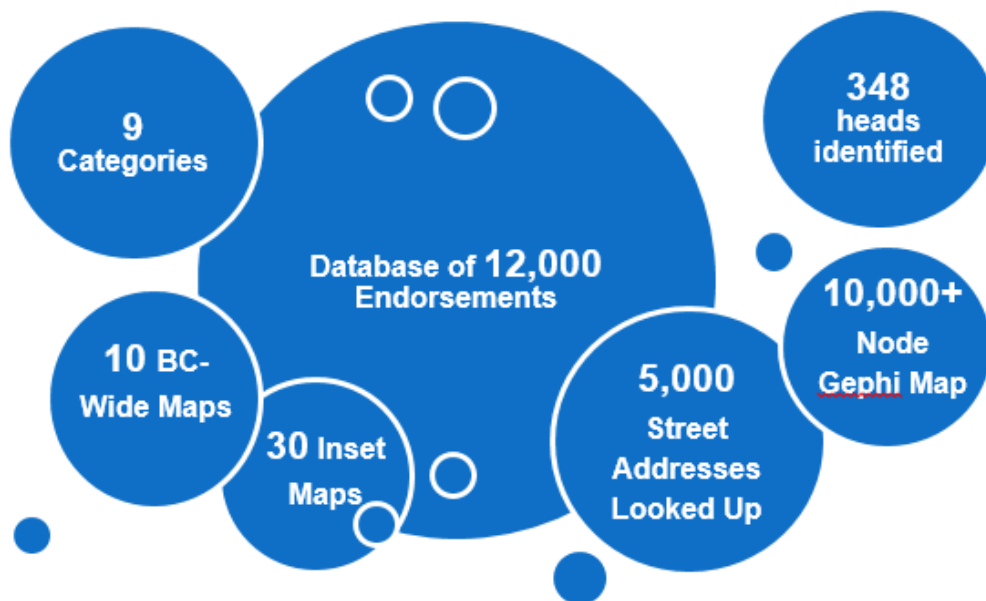 9
Categories
348
heads
identified
Database of 12,000
Endorsements
10,000+
Node
Gephi Map
10 BC-
Wide Maps
5,000
Street
Addresses
Looked Up
30 Inset
Maps